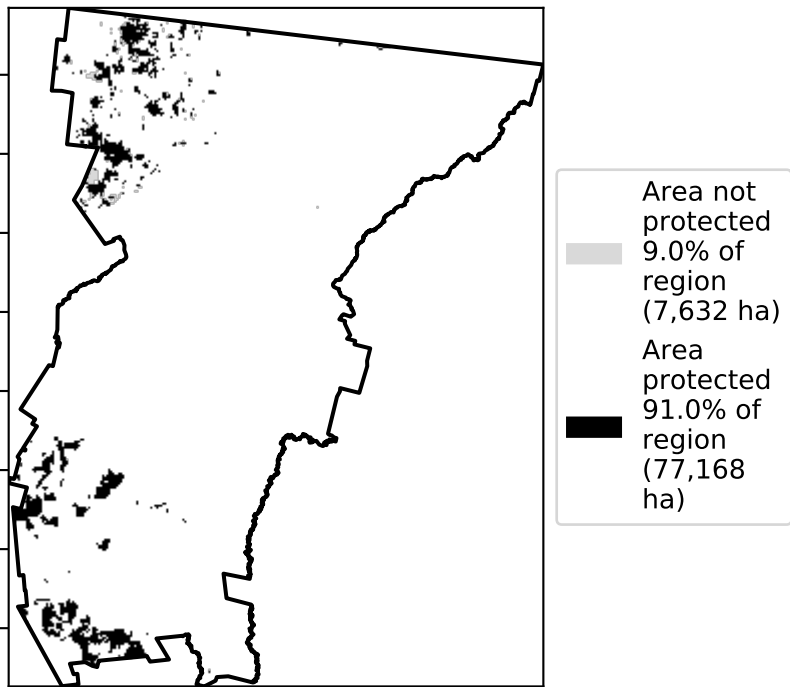 Area not
protected
9.0% of
region
(7,632 ha)
Area
protected
91.0% of
region
(77,168
ha)